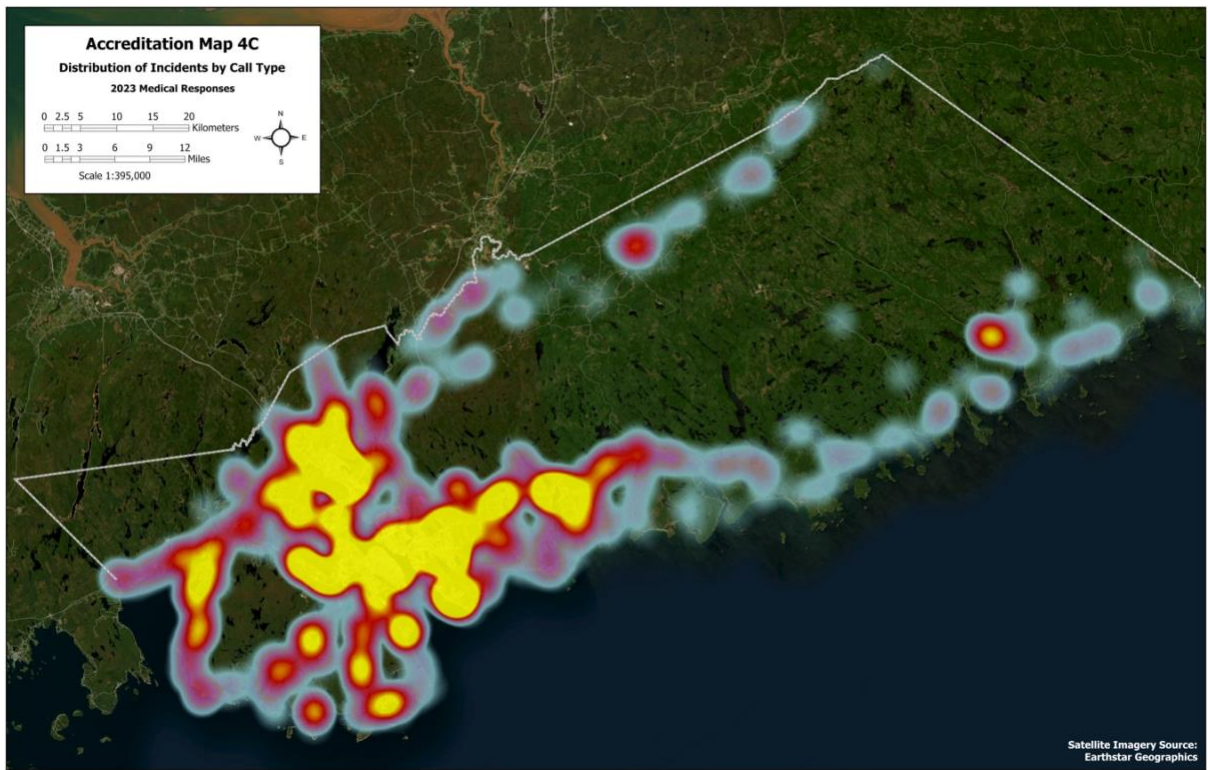 Accreditation Map 4C
Distribution of Incidents by Call Type
2023 Medical Responses
0 2.5 5 10 15 20
Kilometers
0 1.5 3 6 9 12
Miles
Scale 1:395,000
N
W E
S
Satellite Imagery Source:
Earthstar Geographics